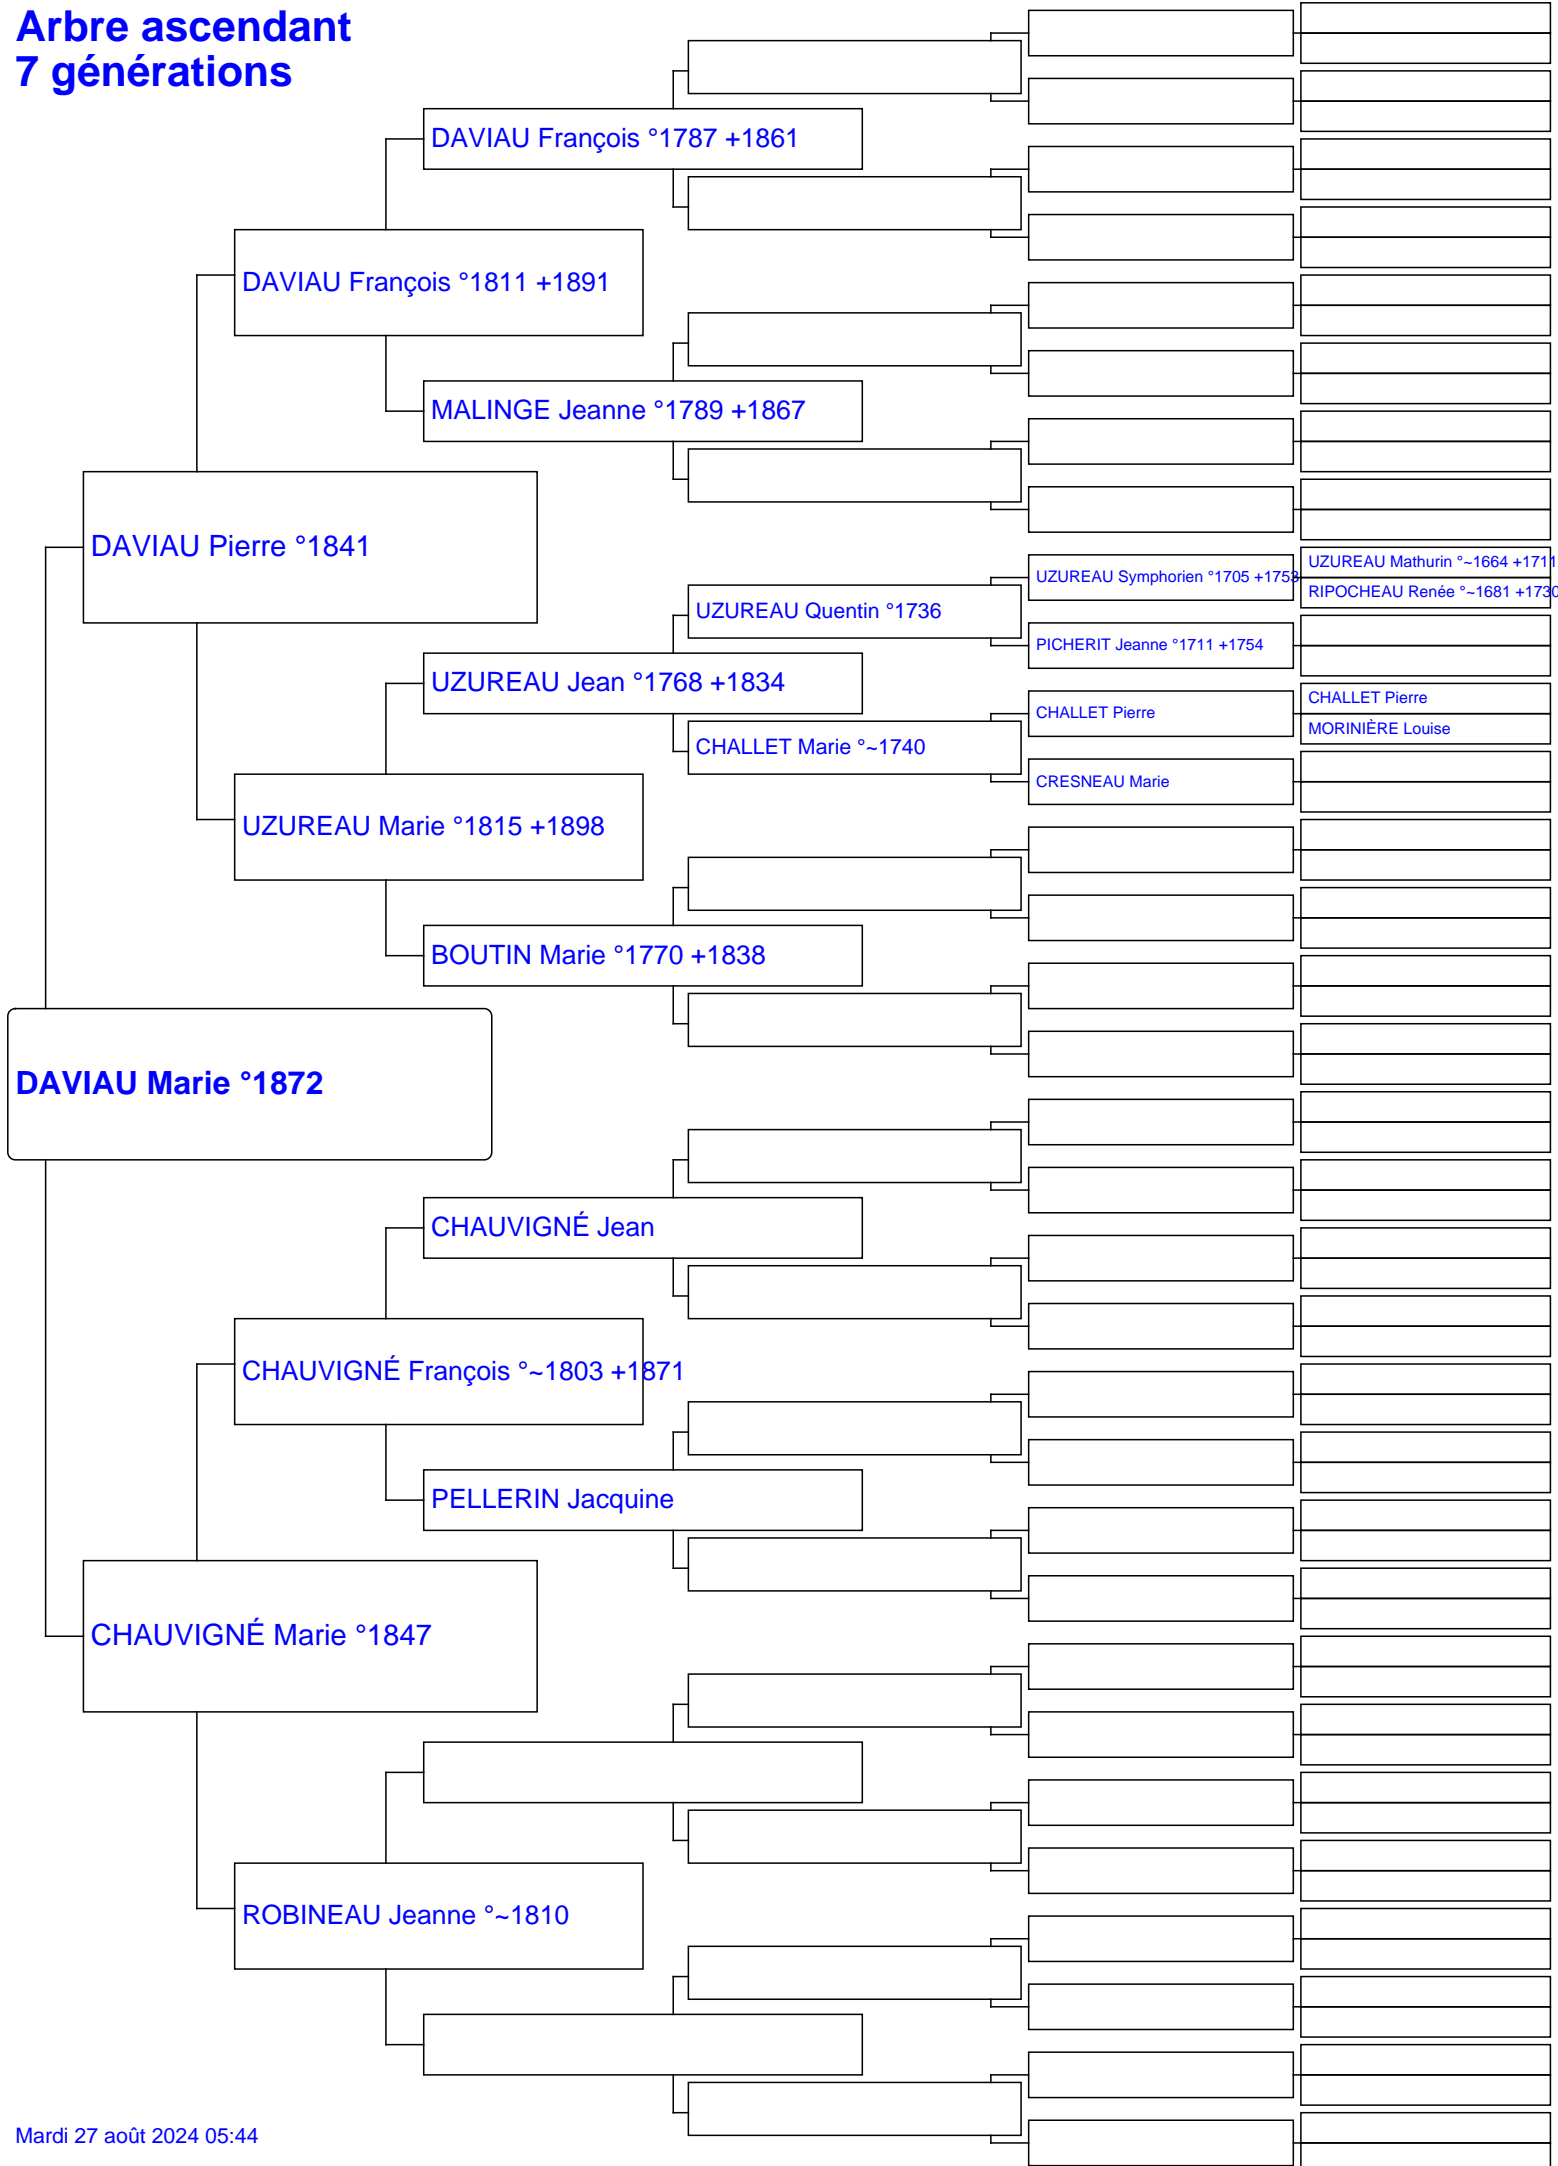 Arbre ascendant
7 générations
DAVIAU François °1787 +1861
DAVIAU François °1811 +1891
MALINGE Jeanne °1789 +1867
DAVIAU Pierre °1841
UZUREAU Mathurin °~1664 +1711
UZUREAU Symphorien °1705 +1753
RIPOCHEAU Renée °~1681 +1730
UZUREAU Quentin °1736
PICHERIT Jeanne °1711 +1754
UZUREAU Jean °1768 +1834
CHALLET Pierre
CHALLET Pierre
MORINIÈRE Louise
CHALLET Marie °~1740
CRESNEAU Marie
UZUREAU Marie °1815 +1898
BOUTIN Marie °1770 +1838
DAVIAU Marie °1872
CHAUVIGNÉ Jean
CHAUVIGNÉ François °~1803 +1871
PELLERIN Jacquine
CHAUVIGNÉ Marie °1847
ROBINEAU Jeanne °~1810
Mardi 27 août 2024 05:44